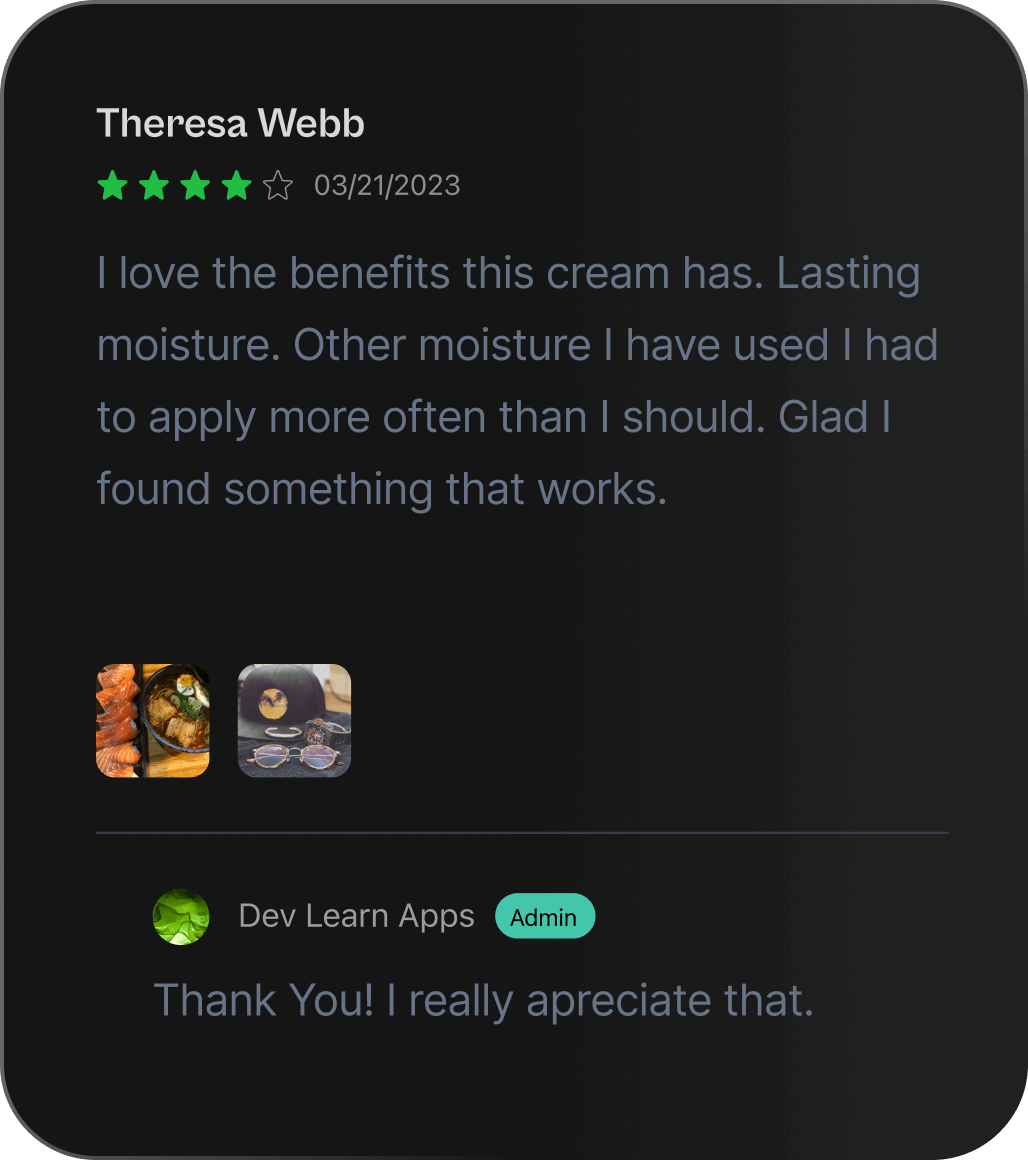 Theresa Webb
03/21/2023
I love the benefits this cream has. Lasting
moisture. Other moisture I have used I had
to apply more often than I should. Glad I
found something that works.
Dev Learn Apps Admin
Thank You! I really apreciate that.